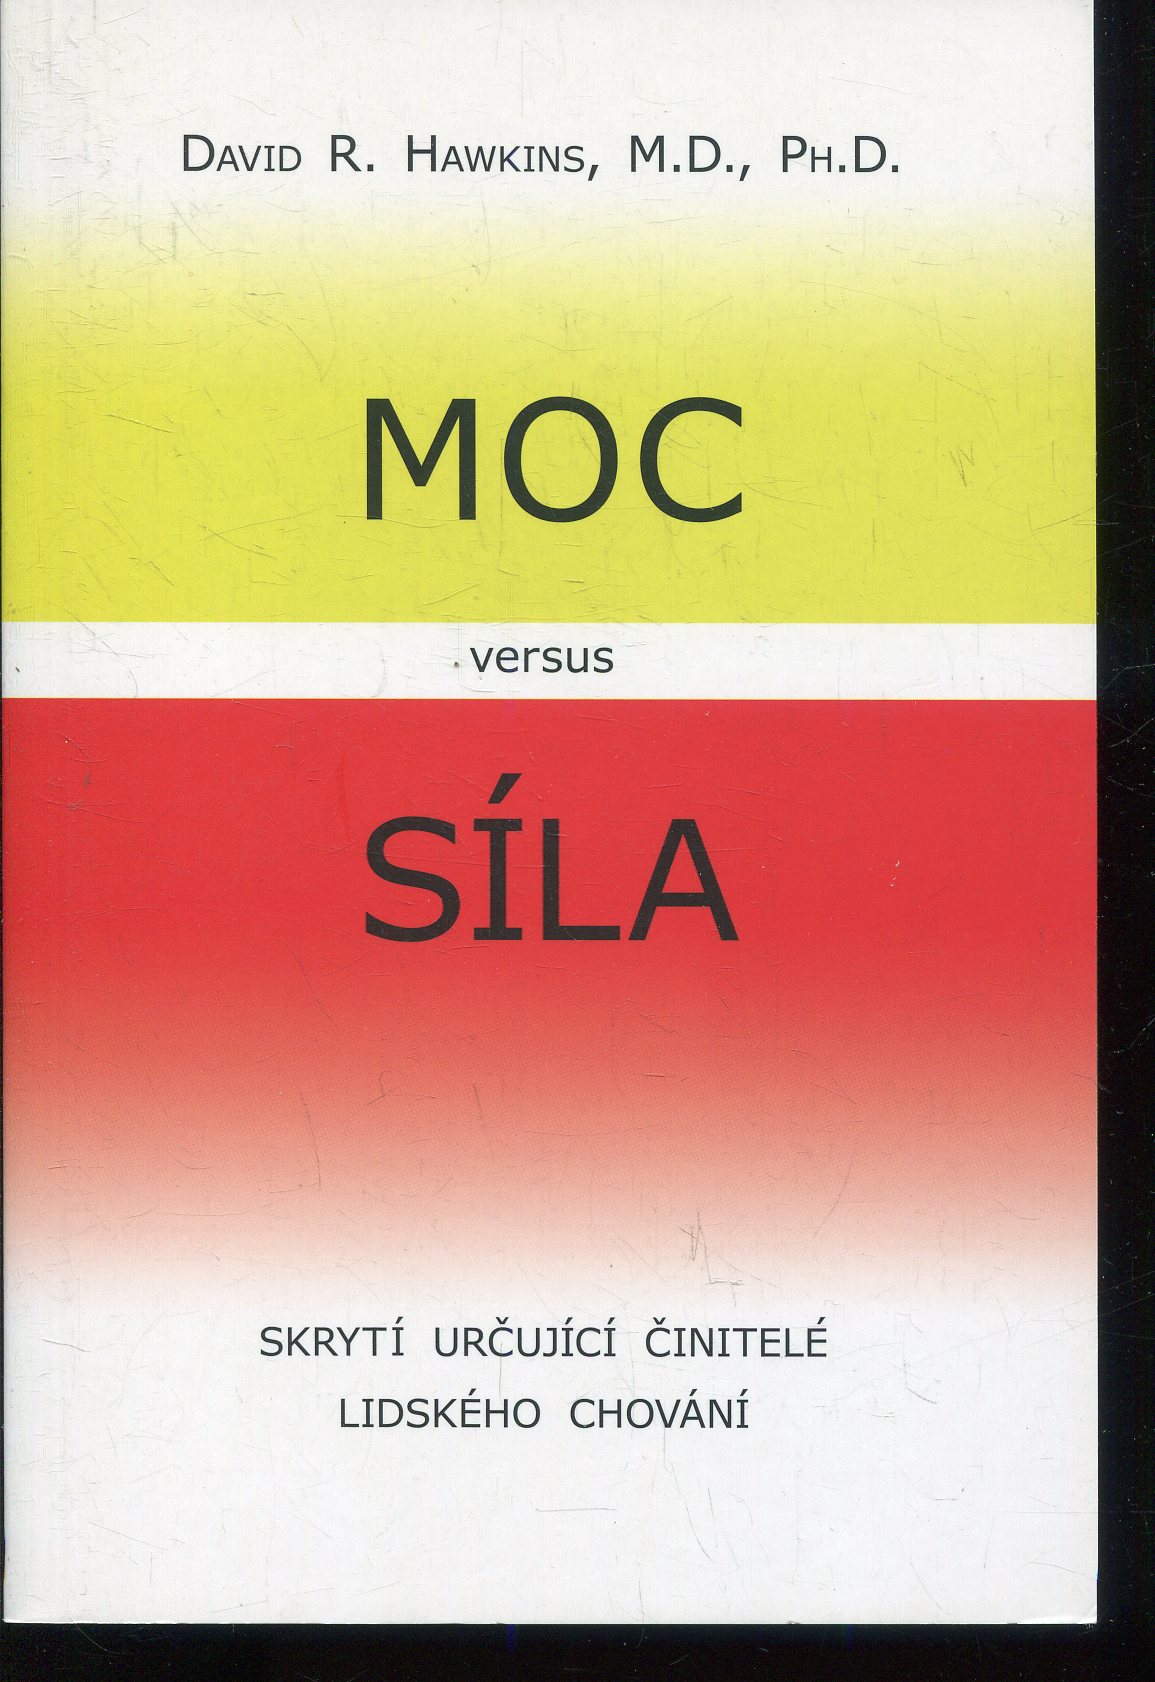 David R. Hawkins, M.D., Ph.D.
MOC
versus
SÍLA
SKRYTÍ URČUJÍCÍ ČINITELÉ
LIDSKÉHO CHOVÁNÍ